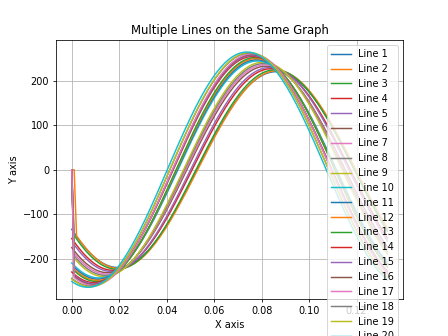 Multiple Lines on the Same Graph
Y axis
200
100
0
−100
−200
0.00
0.02
0.04
0.06
0.08
0.10
X axis
Line 1
Line 2
Line 3
Line 4
Line 5
Line 6
Line 7
Line 8
Line 9
Line 10
Line 11
Line 12
Line 13
Line 14
Line 15
Line 16
Line 17
Line 18
Line 19
Line 20